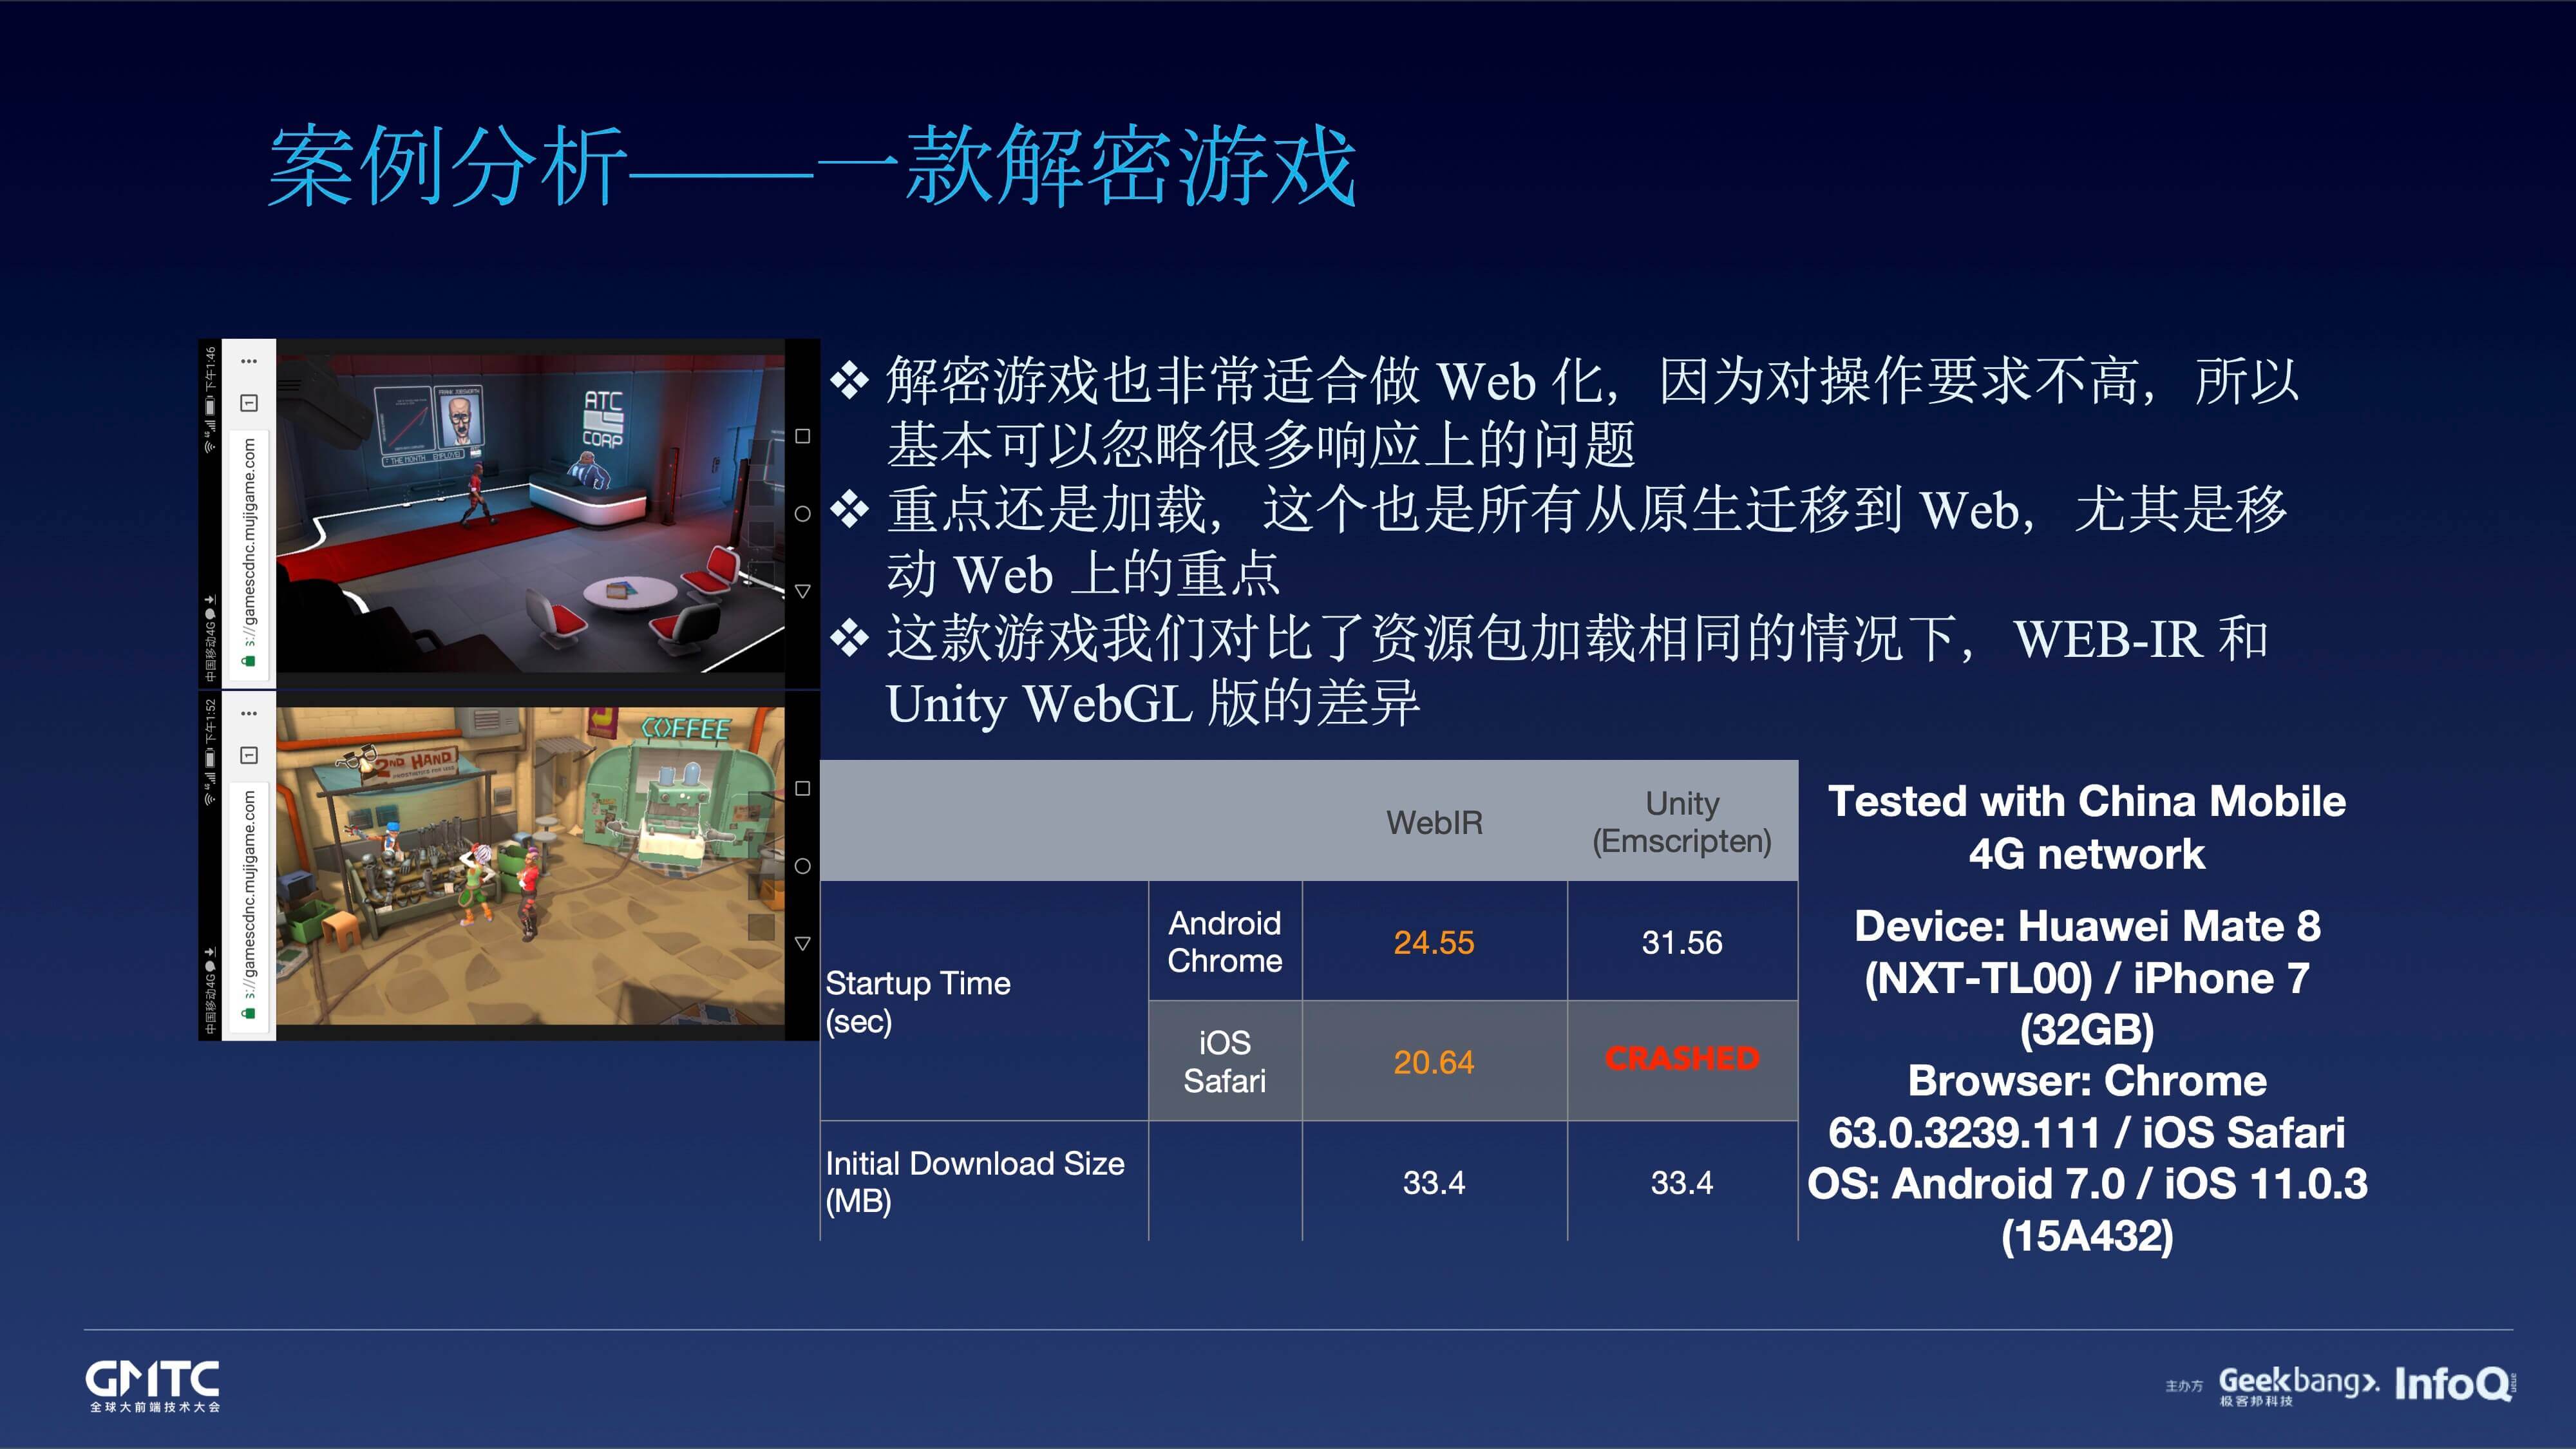 案例分析——一款解密游戏
下午1:46
1
s://gamescdnc.mujigame.com
中国移动4G
FRANK EDSWORTH
ATC
CORP
THE MONTH EMPLOYEE
下午1:52
1
s://gamescdnc.mujigame.com
中国移动4G
COFFEE
2ND HAND
PROSTHETICS FOR LESS
❖ 解密游戏也非常适合做 Web 化，因为对操作要求不高，所以
基本可以忽略很多响应上的问题
❖ 重点还是加载，这个也是所有从原生迁移到 Web，尤其是移
动 Web 上的重点
❖ 这款游戏我们对比了资源包加载相同的情况下，WEB-IR 和
Unity WebGL 版的差异
WebIR
Unity
(Emscripten)
Startup Time
(sec)
Android
Chrome
24.55
31.56
iOS
Safari
20.64
CRASHED
Initial Download Size
(MB)
33.4
33.4
Tested with China Mobile
4G network
Device: Huawei Mate 8
(NXT-TL00) / iPhone 7
(32GB)
Browser: Chrome
63.0.3239.111 / iOS Safari
OS: Android 7.0 / iOS 11.0.3
(15A432)
GMTC
全球大前端技术大会
主办方
Geekbang>.
极客邦科技
InfoQ